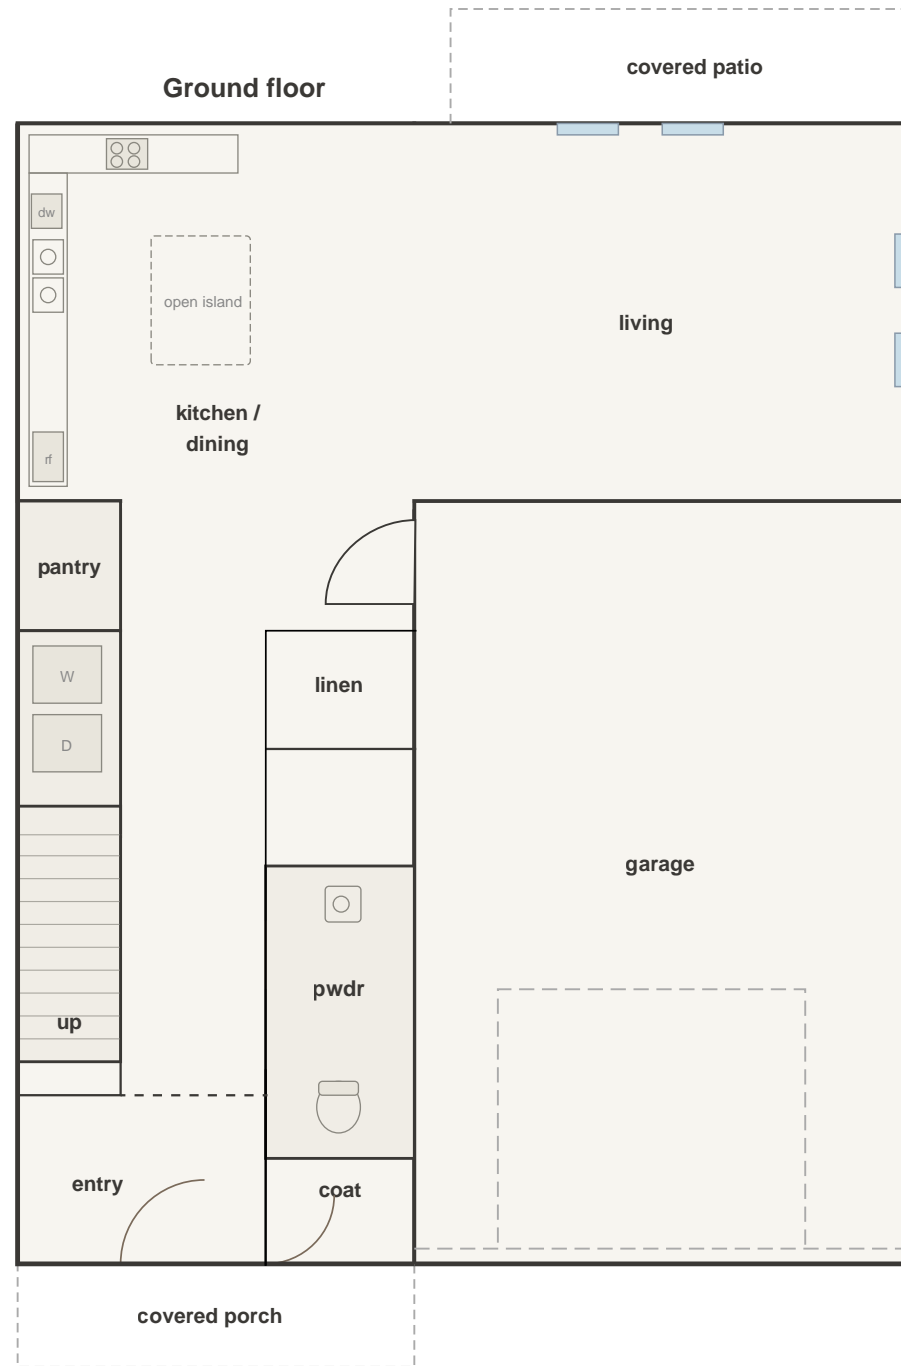 covered patio
Ground floor
dw
open island
living
kitchen /
dining
rf
pantry
W
linen
D
garage
pwdr
up
entry
coat
covered porch